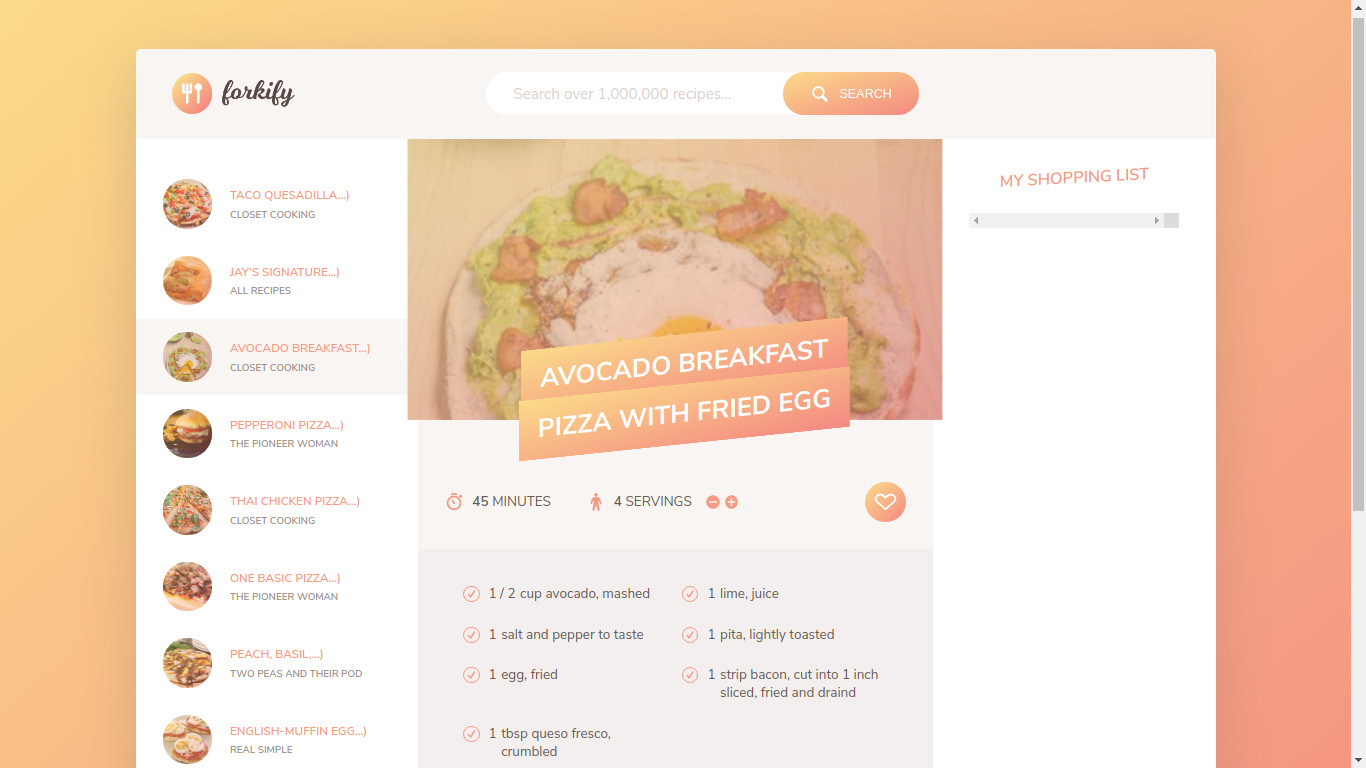 forkify
Search over 1,000,000 recipes...
SEARCH
TACO QUESADILLA...)
CLOSET COOKING
JAY'S SIGNATURE...)
ALL RECIPES
AVOCADO BREAKFAST...)
CLOSET COOKING
PEPPERONI PIZZA...)
THE PIONEER WOMAN
THAI CHICKEN PIZZA...)
CLOSET COOKING
ONE BASIC PIZZA...)
THE PIONEER WOMAN
PEACH, BASIL,...)
TWO PEAS AND THEIR POD
ENGLISH-MUFFIN EGG...)
REAL SIMPLE
AVOCADO BREAKFAST
PIZZA WITH FRIED EGG
45 MINUTES
4 SERVINGS
1 / 2 cup avocado, mashed
1 lime, juice
1 salt and pepper to taste
1 pita, lightly toasted
1 egg, fried
1 strip bacon, cut into 1 inch
sliced, fried and draind
1 tbsp queso fresco,
crumbled
MY SHOPPING LIST